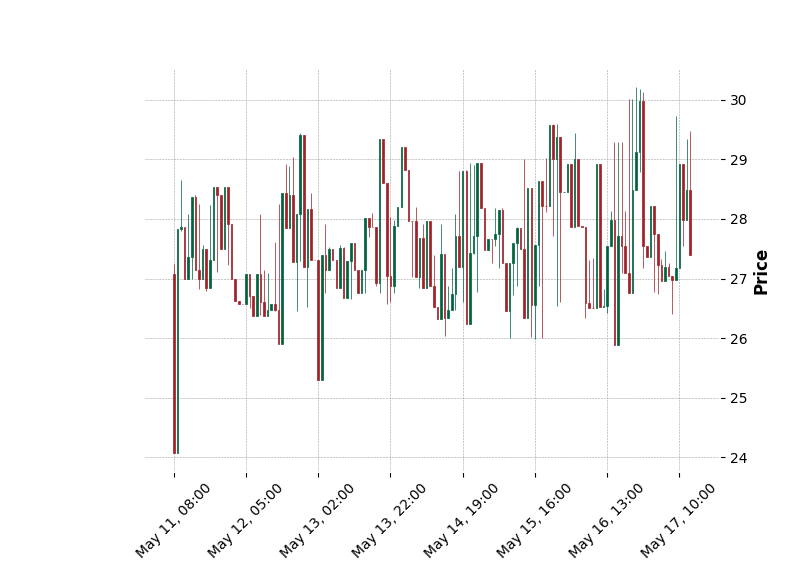 30
29
28
27
26
25
24
Price
May 11, 08:00
May 12, 05:00
May 13, 02:00
May 13, 22:00
May 14, 19:00
May 15, 16:00
May 16, 13:00
May 17, 10:00